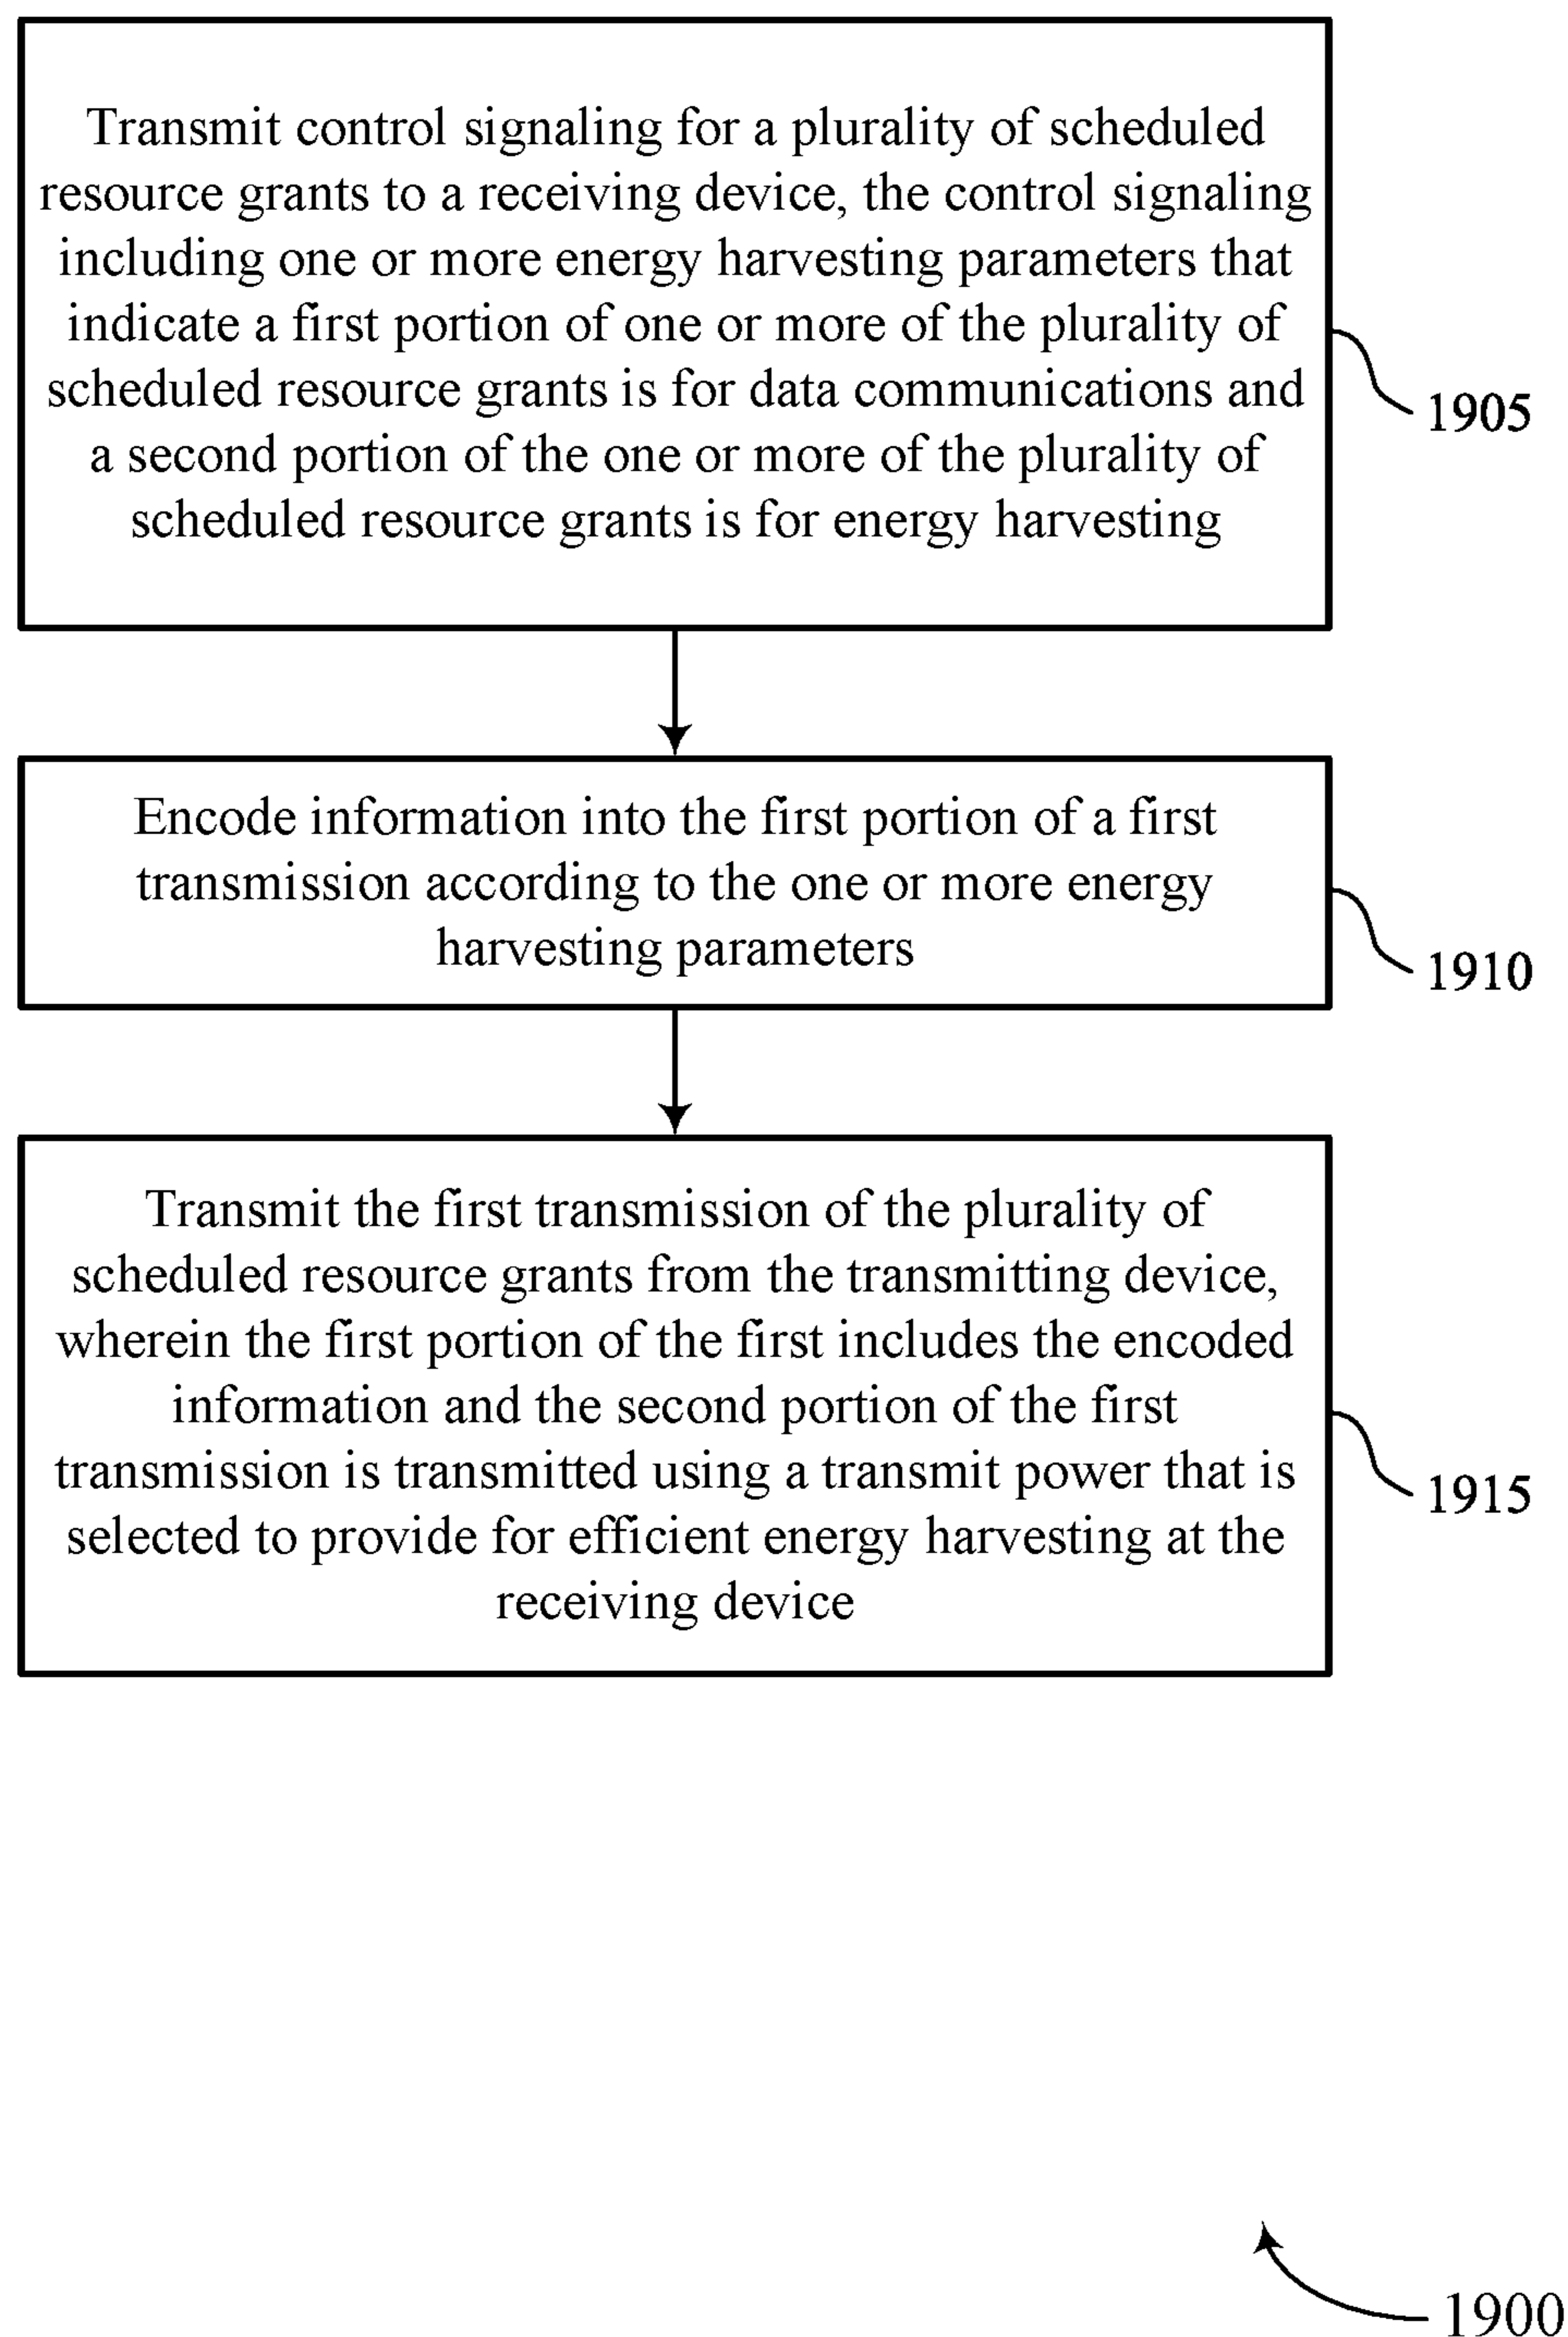 Transmit control signaling for a plurality of scheduled
resource grants to a receiving device, the control signaling
including one or more energy harvesting parameters that
indicate a first portion of one or more of the plurality of
scheduled resource grants is for data communications and
a second portion of the one or more of the plurality of
scheduled resource grants is for energy harvesting
1905
Encode information into the first portion of a first
transmission according to the one or more energy
harvesting parameters
1910
Transmit the first transmission of the plurality of
scheduled resource grants from the transmitting device,
wherein the first portion of the first includes the encoded
information and the second portion of the first
transmission is transmitted using a transmit power that is
selected to provide for efficient energy harvesting at the
receiving device
1915
1900